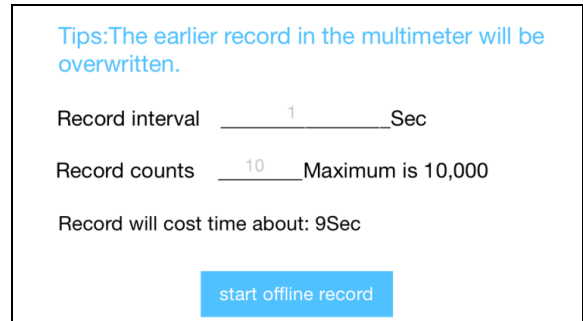 Tips:The earlier record in the multimeter will be
overwritten.
Record interval 1 Sec
Record counts 10 Maximum is 10,000
Record will cost time about: 9Sec
start offline record